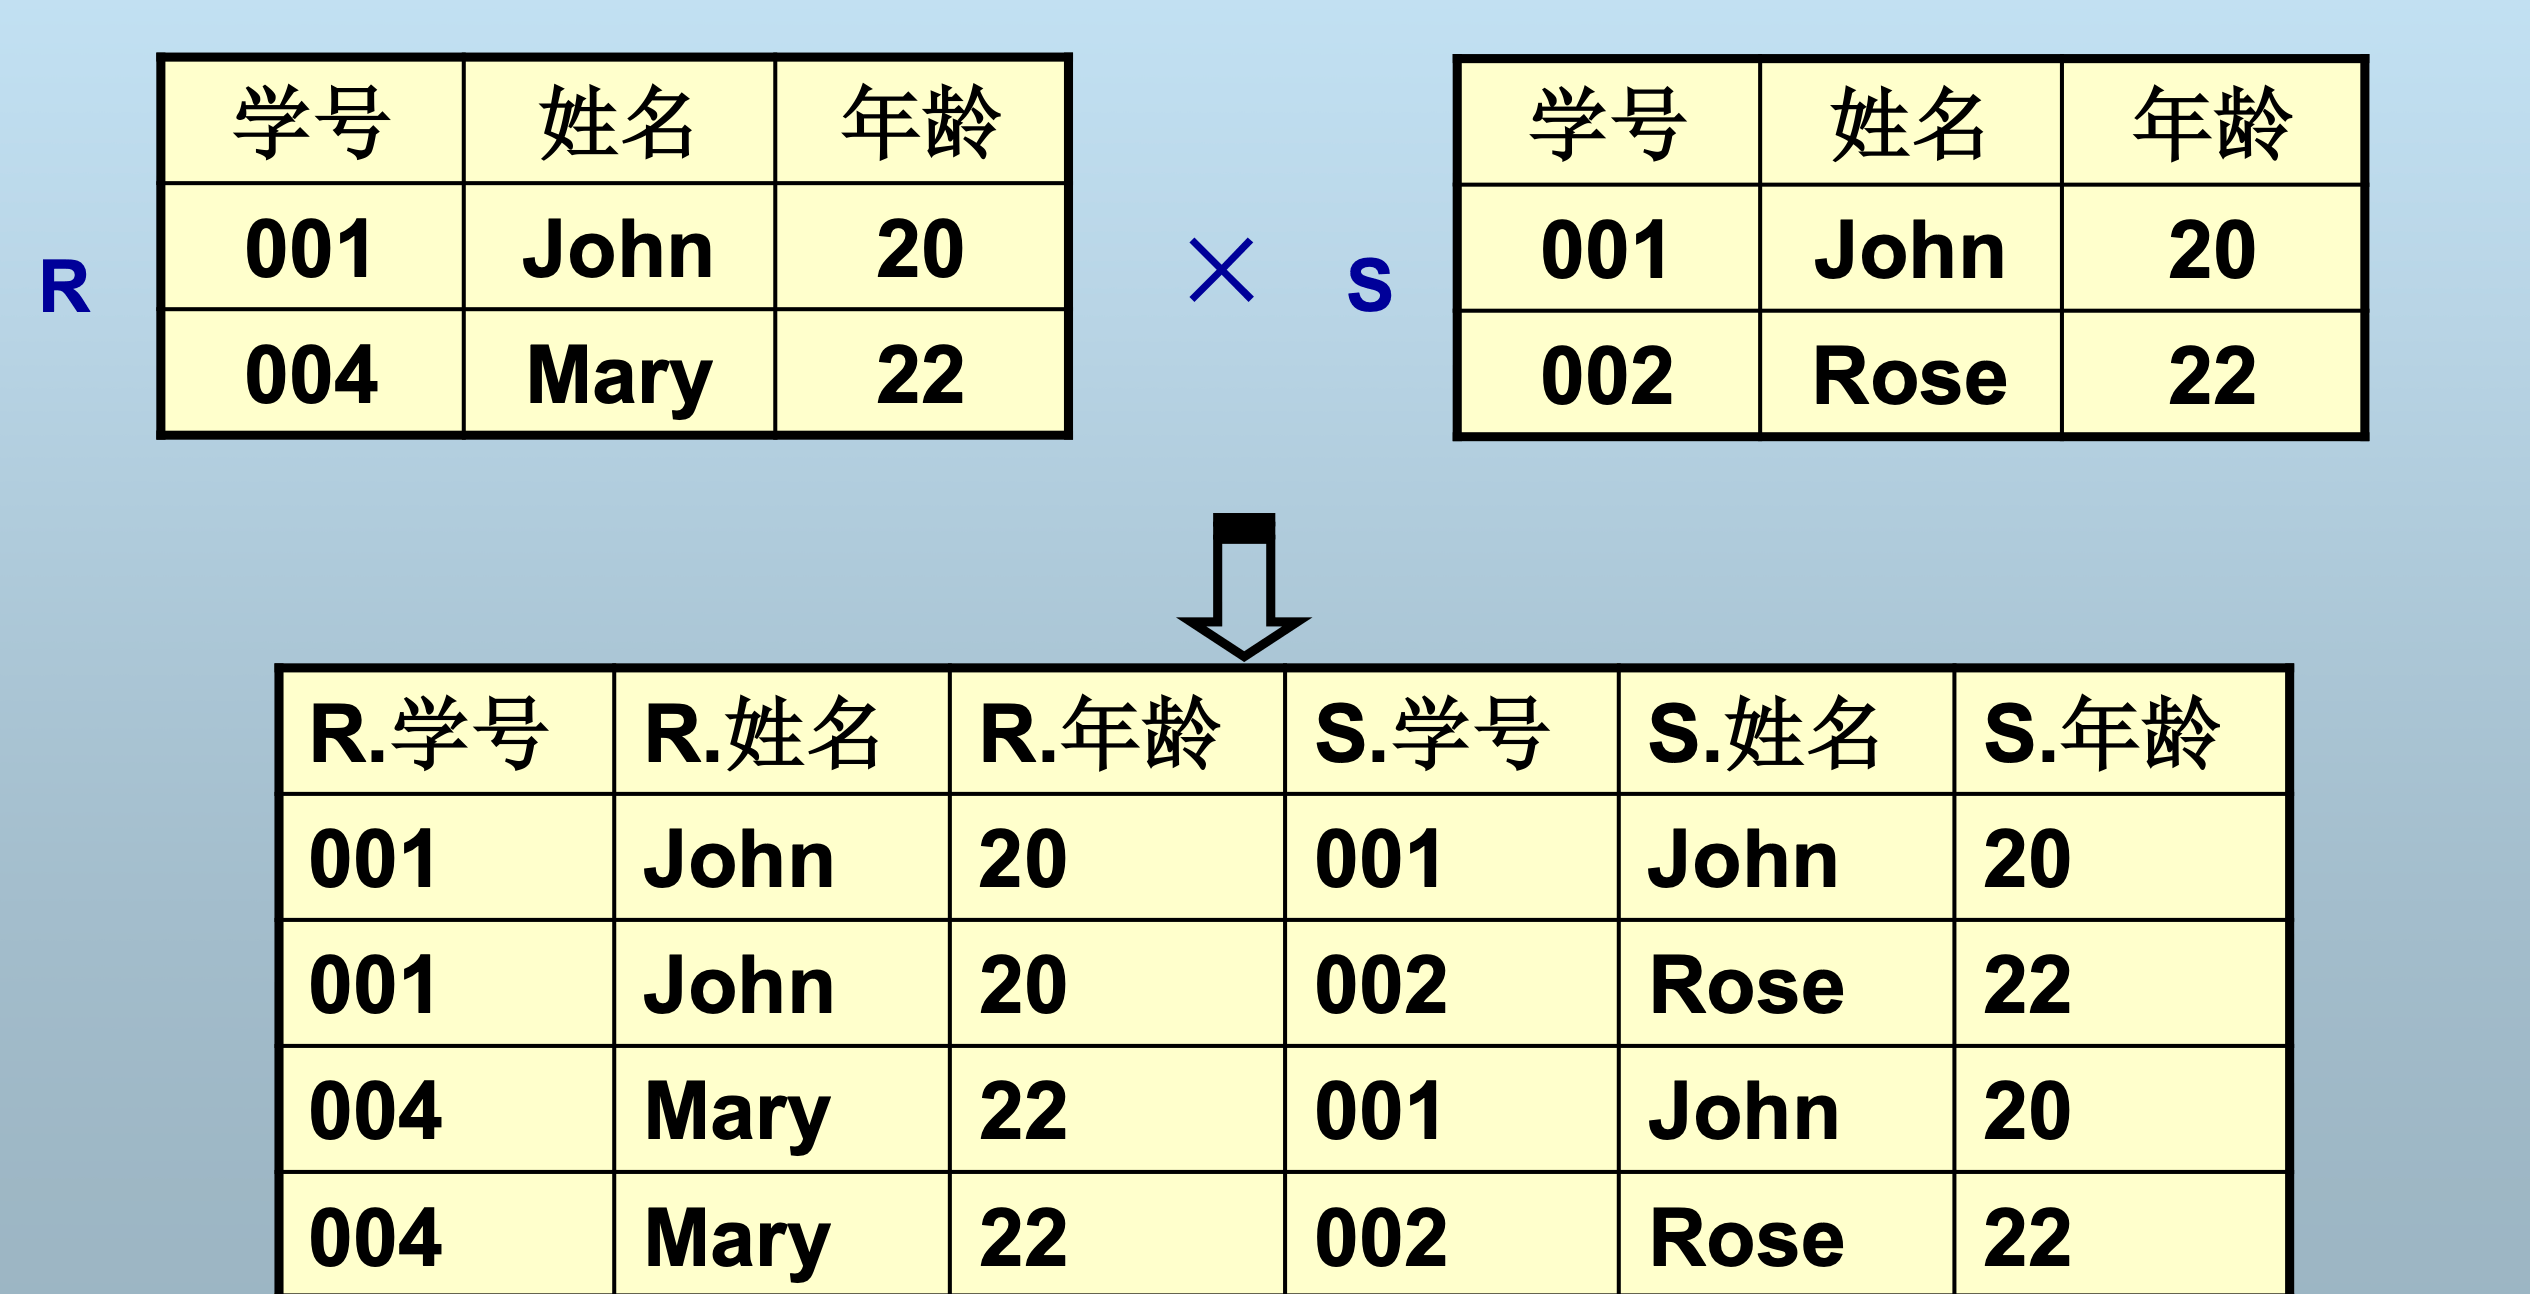 学号 姓名 年龄
001 John 20
R
004 Mary 22
×
学号 姓名 年龄
001 John 20
S
002 Rose 22
R.学号 R.姓名 R.年龄 S.学号 S.姓名 S.年龄
001 John 20 001 John 20
001 John 20 002 Rose 22
004 Mary 22 001 John 20
004 Mary 22 002 Rose 22